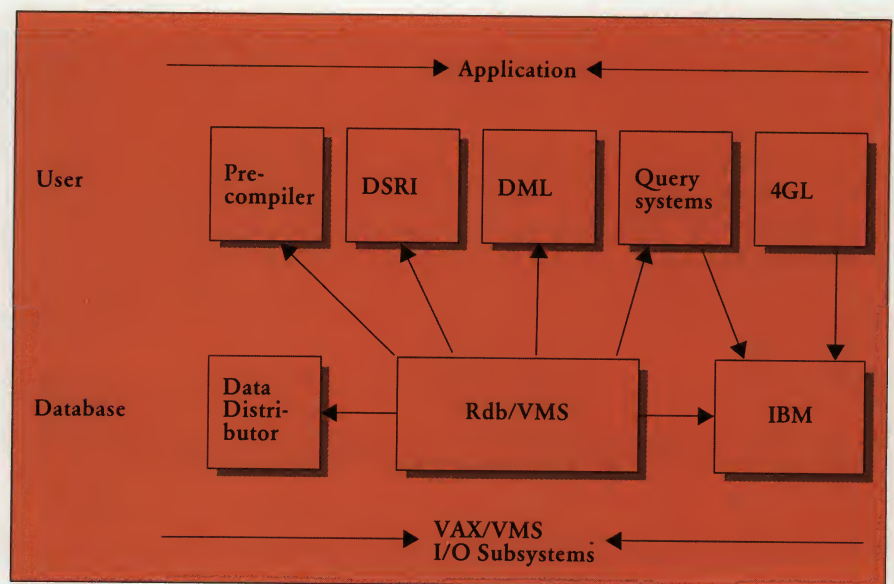 Application
User
Pre-
compiler
DSRI
DML
Query
systems
4GL
Database
Data
Distri-
butor
Rdb/VMS
IBM
VAX/VMS
I/O Subsystems